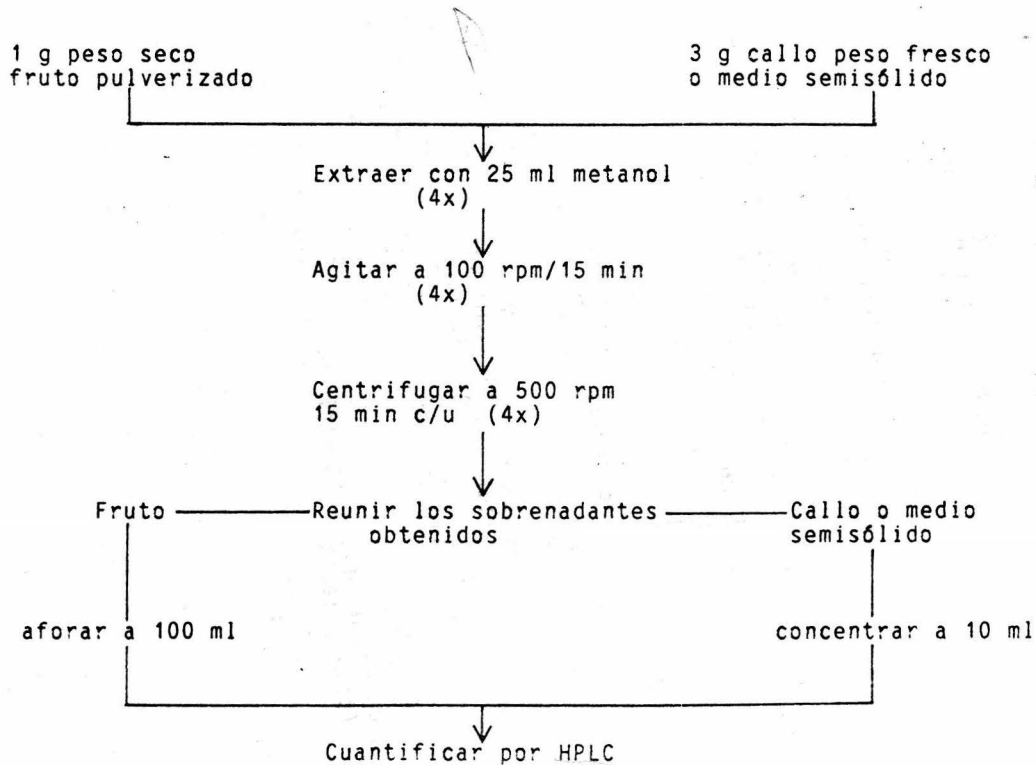 1 g peso seco
fruto pulverizado
3 g callo peso fresco
o medio semisólido
Extraer con 25 ml metanol
(4x)
Agitar a 100 rpm/15 min
(4x)
Centrifugar a 500 rpm
15 min c/u (4x)
Fruto
Reunir los sobrenadantes
obtenidos
Callo o medio
semisólido
aforar a 100 ml
concentrar a 10 ml
Cuantificar por HPLC